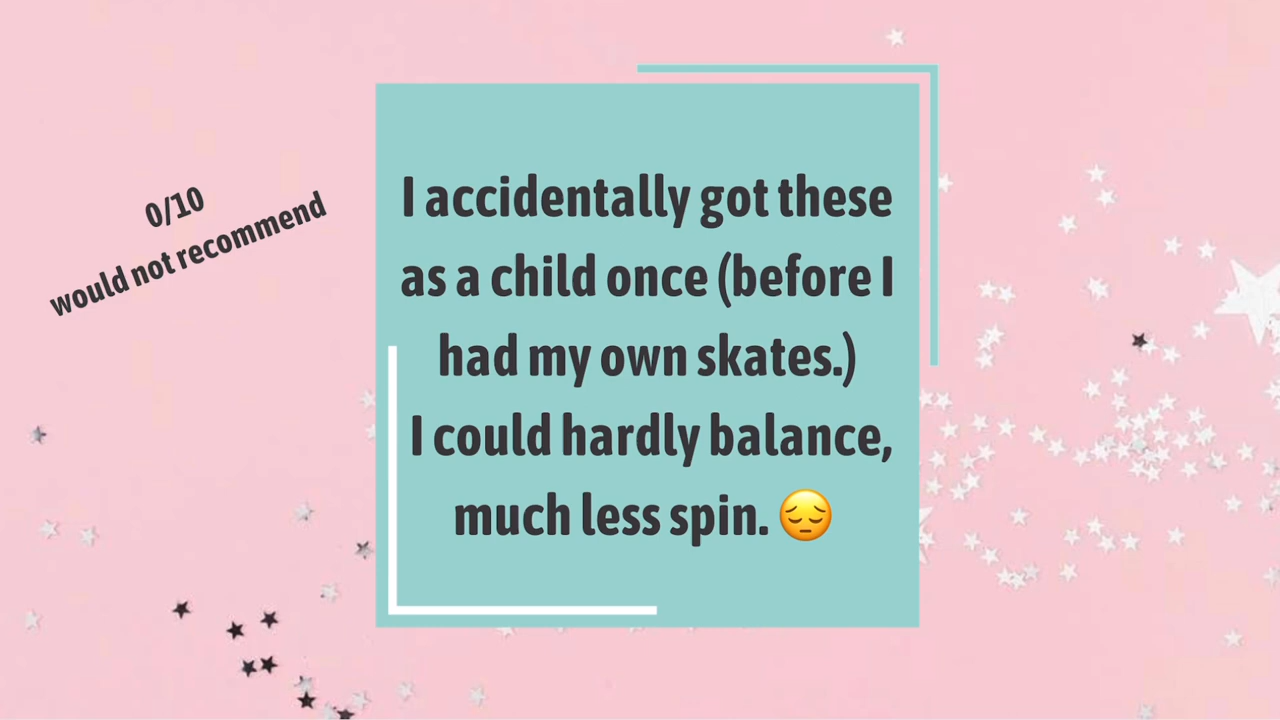 0/10
would not recommend
I accidentally got these
as a child once (before I
had my own skates.)
I could hardly balance,
much less spin. 😔